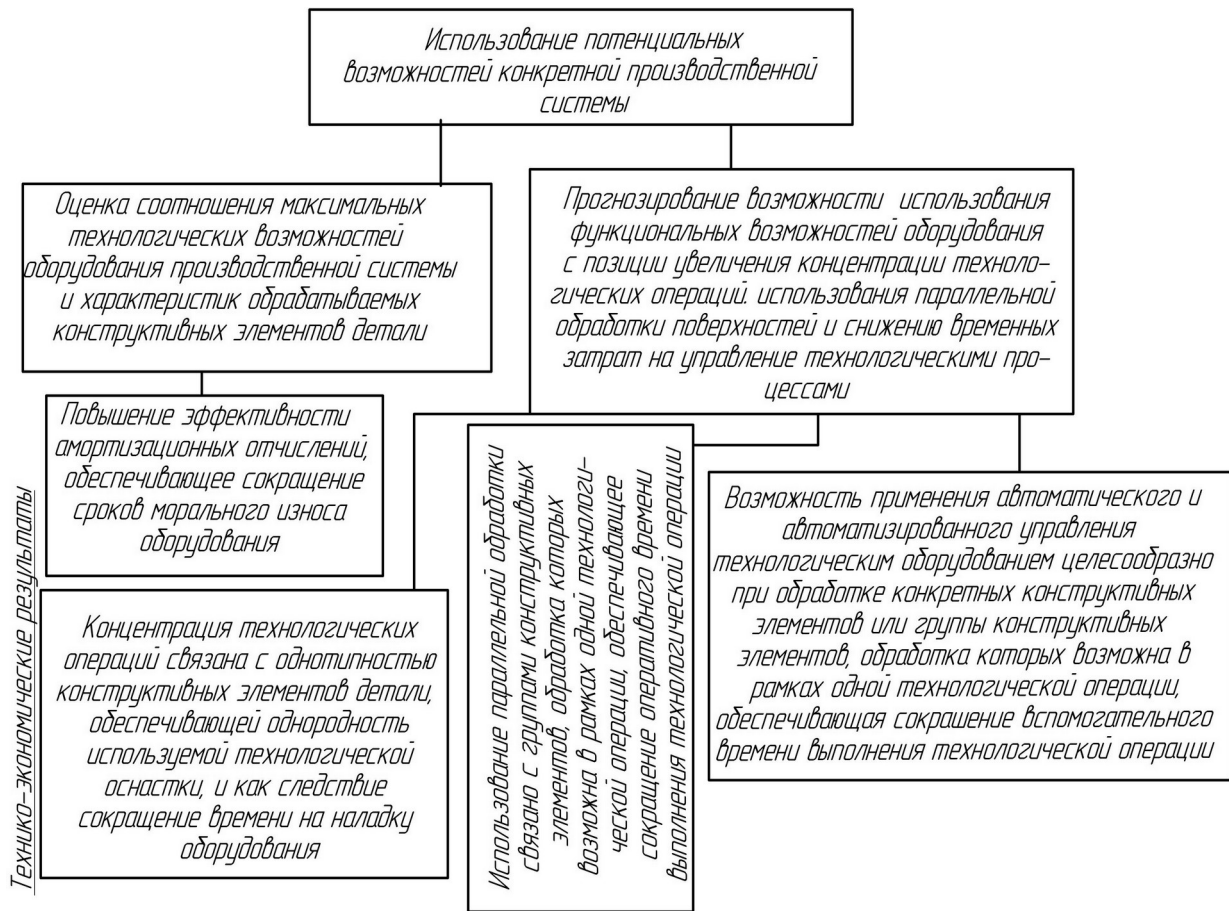 Использование потенциальных
возможностей конкретной производственной
системы
Оценка соотношения максимальных
технологических возможностей
оборудования производственной системы
и характеристик обрабатываемых
конструктивных элементов детали
Прогнозирование возможности использования
функциональных возможностей оборудования
с позиции увеличения концентрации техноло-
гических операций. использования параллельной
обработки поверхностей и снижению временных
затрат на управление технологическими про-
цессами
Повышение эффективности
амортизационных отчислений,
обеспечивающее сокращение
сроков морального износа
оборудования
Технико-экономические результаты
Концентрация технологических
операций связана с однотипностью
конструктивных элементов детали,
обеспечивающей однородность
используемой технологической
оснастки, и как следствие
сокращение времени на наладку
оборудования
Использование параллельной обработки
связано с группами конструктивных
элементов, обработка которых
возможна в рамках одной технологи-
ческой операции, обеспечивающее
сокращение оперативного времени
выполнения технологической операции
Возможность применения автоматического и
автоматизированного управления
технологическим оборудованием целесообразно
при обработке конкретных конструктивных
элементов или группы конструктивных
элементов, обработка которых возможна в
рамках одной технологической операции,
обеспечивающая сокрашение вспомогательного
времени выполнения технологической операции